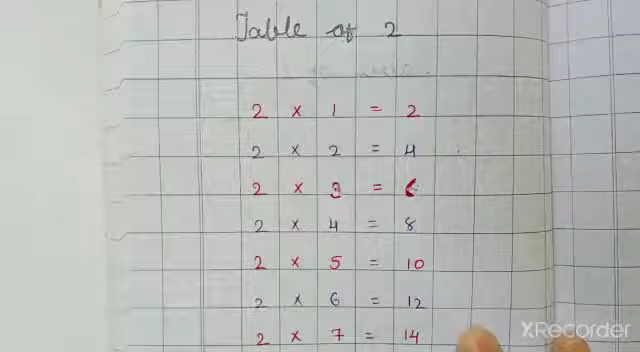 Table of 2
2 × 1 = 2
2 × 2 = 4
2 × 3 = 6
2 × 4 = 8
2 × 5 = 10
2 × 6 = 12
2 × 7 = 14
XRecorder